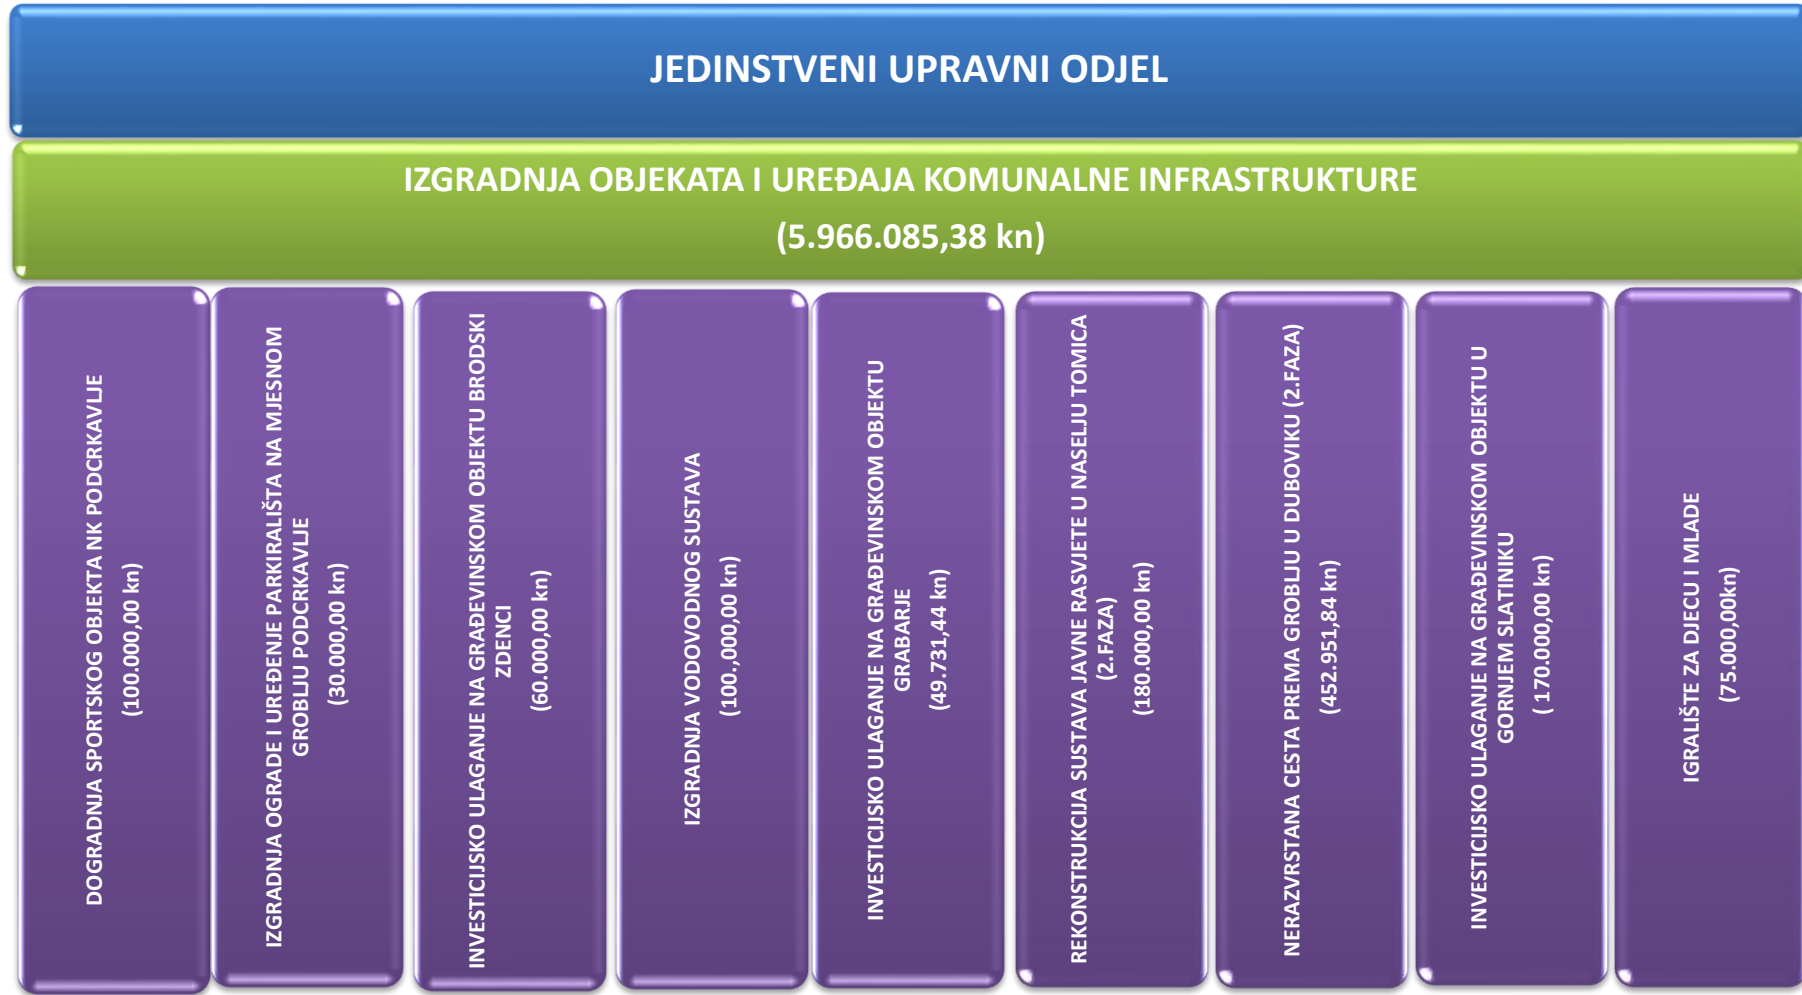 JEDINSTVENI UPRAVNI ODJEL
IZGRADNJA OBJEKATA I UREĐAJA KOMUNALNE INFRASTRUKTURE
(5.966.085,38 kn)
DOGRADNJA SPORTSKOG OBJEKTA NK PODCRKAVLJE
(100.000,00 kn)
IZGRADNJA OGRADE I UREĐENJE PARKIRALIŠTA NA MJESNOM
GROBLJU PODCRKAVLJE
(30.000,00 kn)
INVESTICIJSKO ULAGANJE NA GRAĐEVINSKOM OBJEKTU BRODSKI
ZDENCI
(60.000,00 kn)
IZGRADNJA VODOVODNOG SUSTAVA
(100.,000,00 kn)
INVESTICIJSKO ULAGANJE NA GRAĐEVINSKOM OBJEKTU
GRABARJE
(49.731,44 kn)
REKONSTRUKCIJA SUSTAVA JAVNE RASVJETE U NASELJU TOMICA
(2.FAZA)
(180.000,00 kn)
NERAZVRSTANA CESTA PREMA GROBLJU U DUBOVIKU (2.FAZA)
(452.951,84 kn)
INVESTICIJSKO ULAGANJE NA GRAĐEVINSKOM OBJEKTU U
GORNJEM SLATINIKU
( 170.000,00 kn)
IGRALIŠTE ZA DJECU I MLADE
(75.000,00kn)